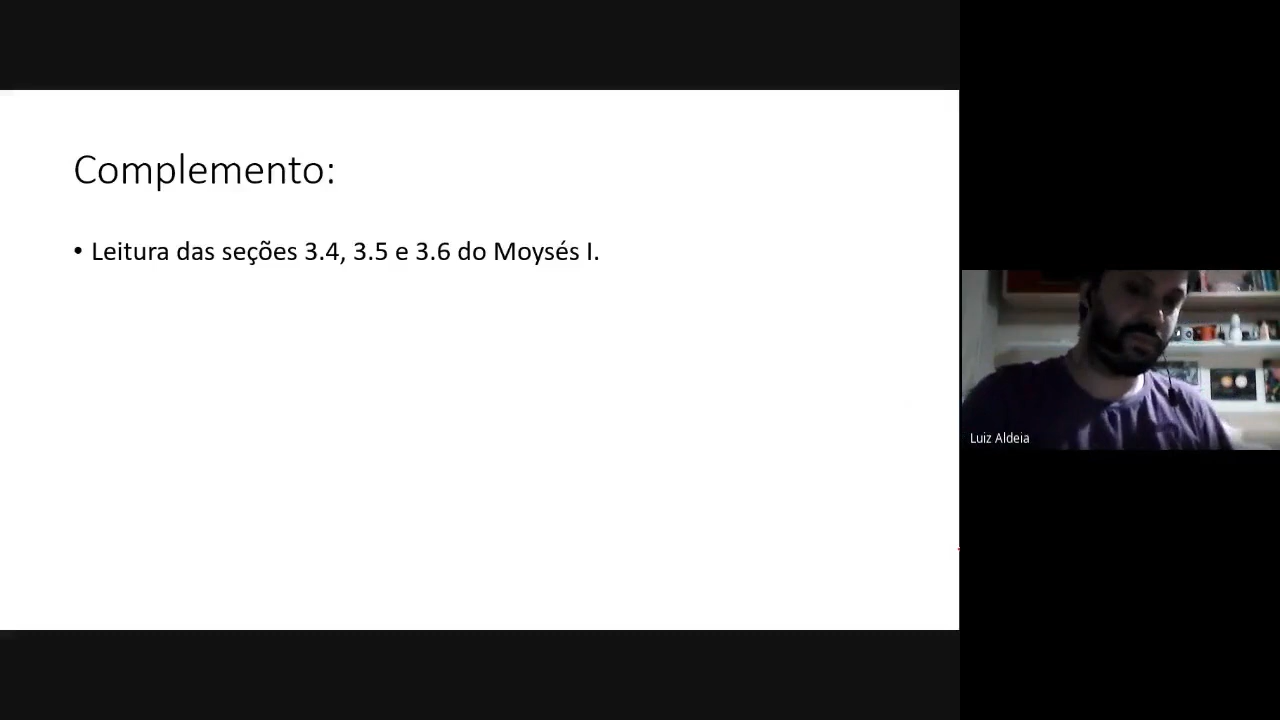 Complemento:
• Leitura das seções 3.4, 3.5 e 3.6 do Moysés I.
Luiz Aldeia